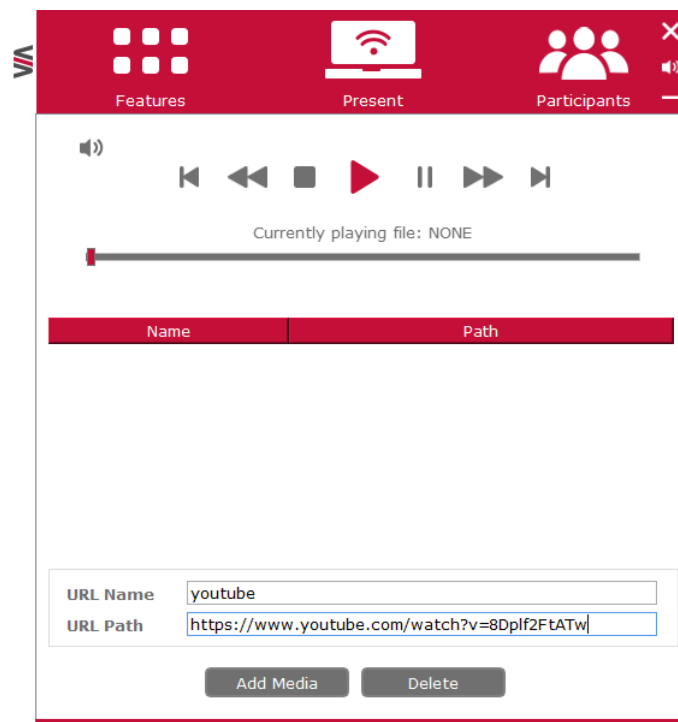 Features Present Participants
Currently playing file: NONE
Name Path
URL Name youtube
URL Path https://www.youtube.com/watch?v=8Dplf2FtATw
Add Media Delete